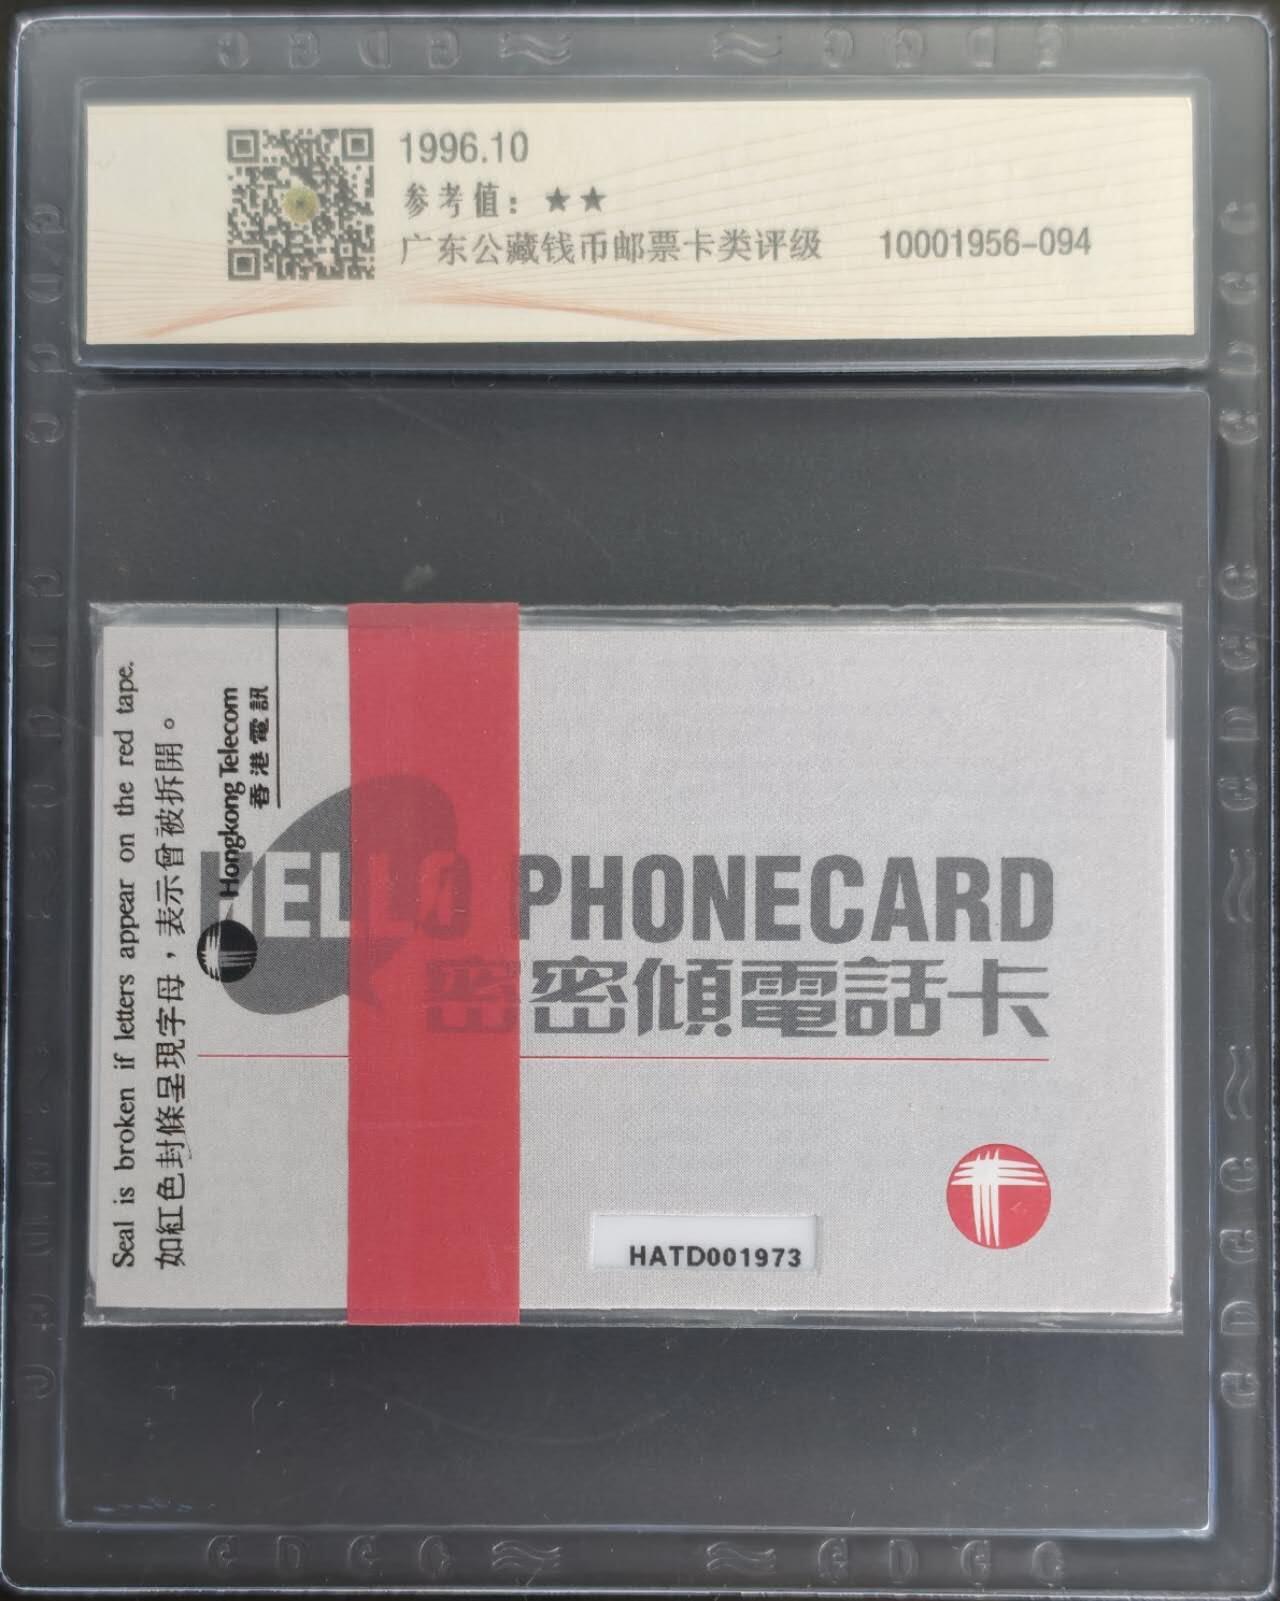 1996.10
参考值：★★
广东公藏钱币邮票卡类评级 10001956-094
Seal is broken if letters appear on the red tape.
如紅色封條呈現字母，表示曾被拆開。
Hongkong Telecom
香港電訊
HELLO PHONECARD
密密傾電話卡
HATD001973